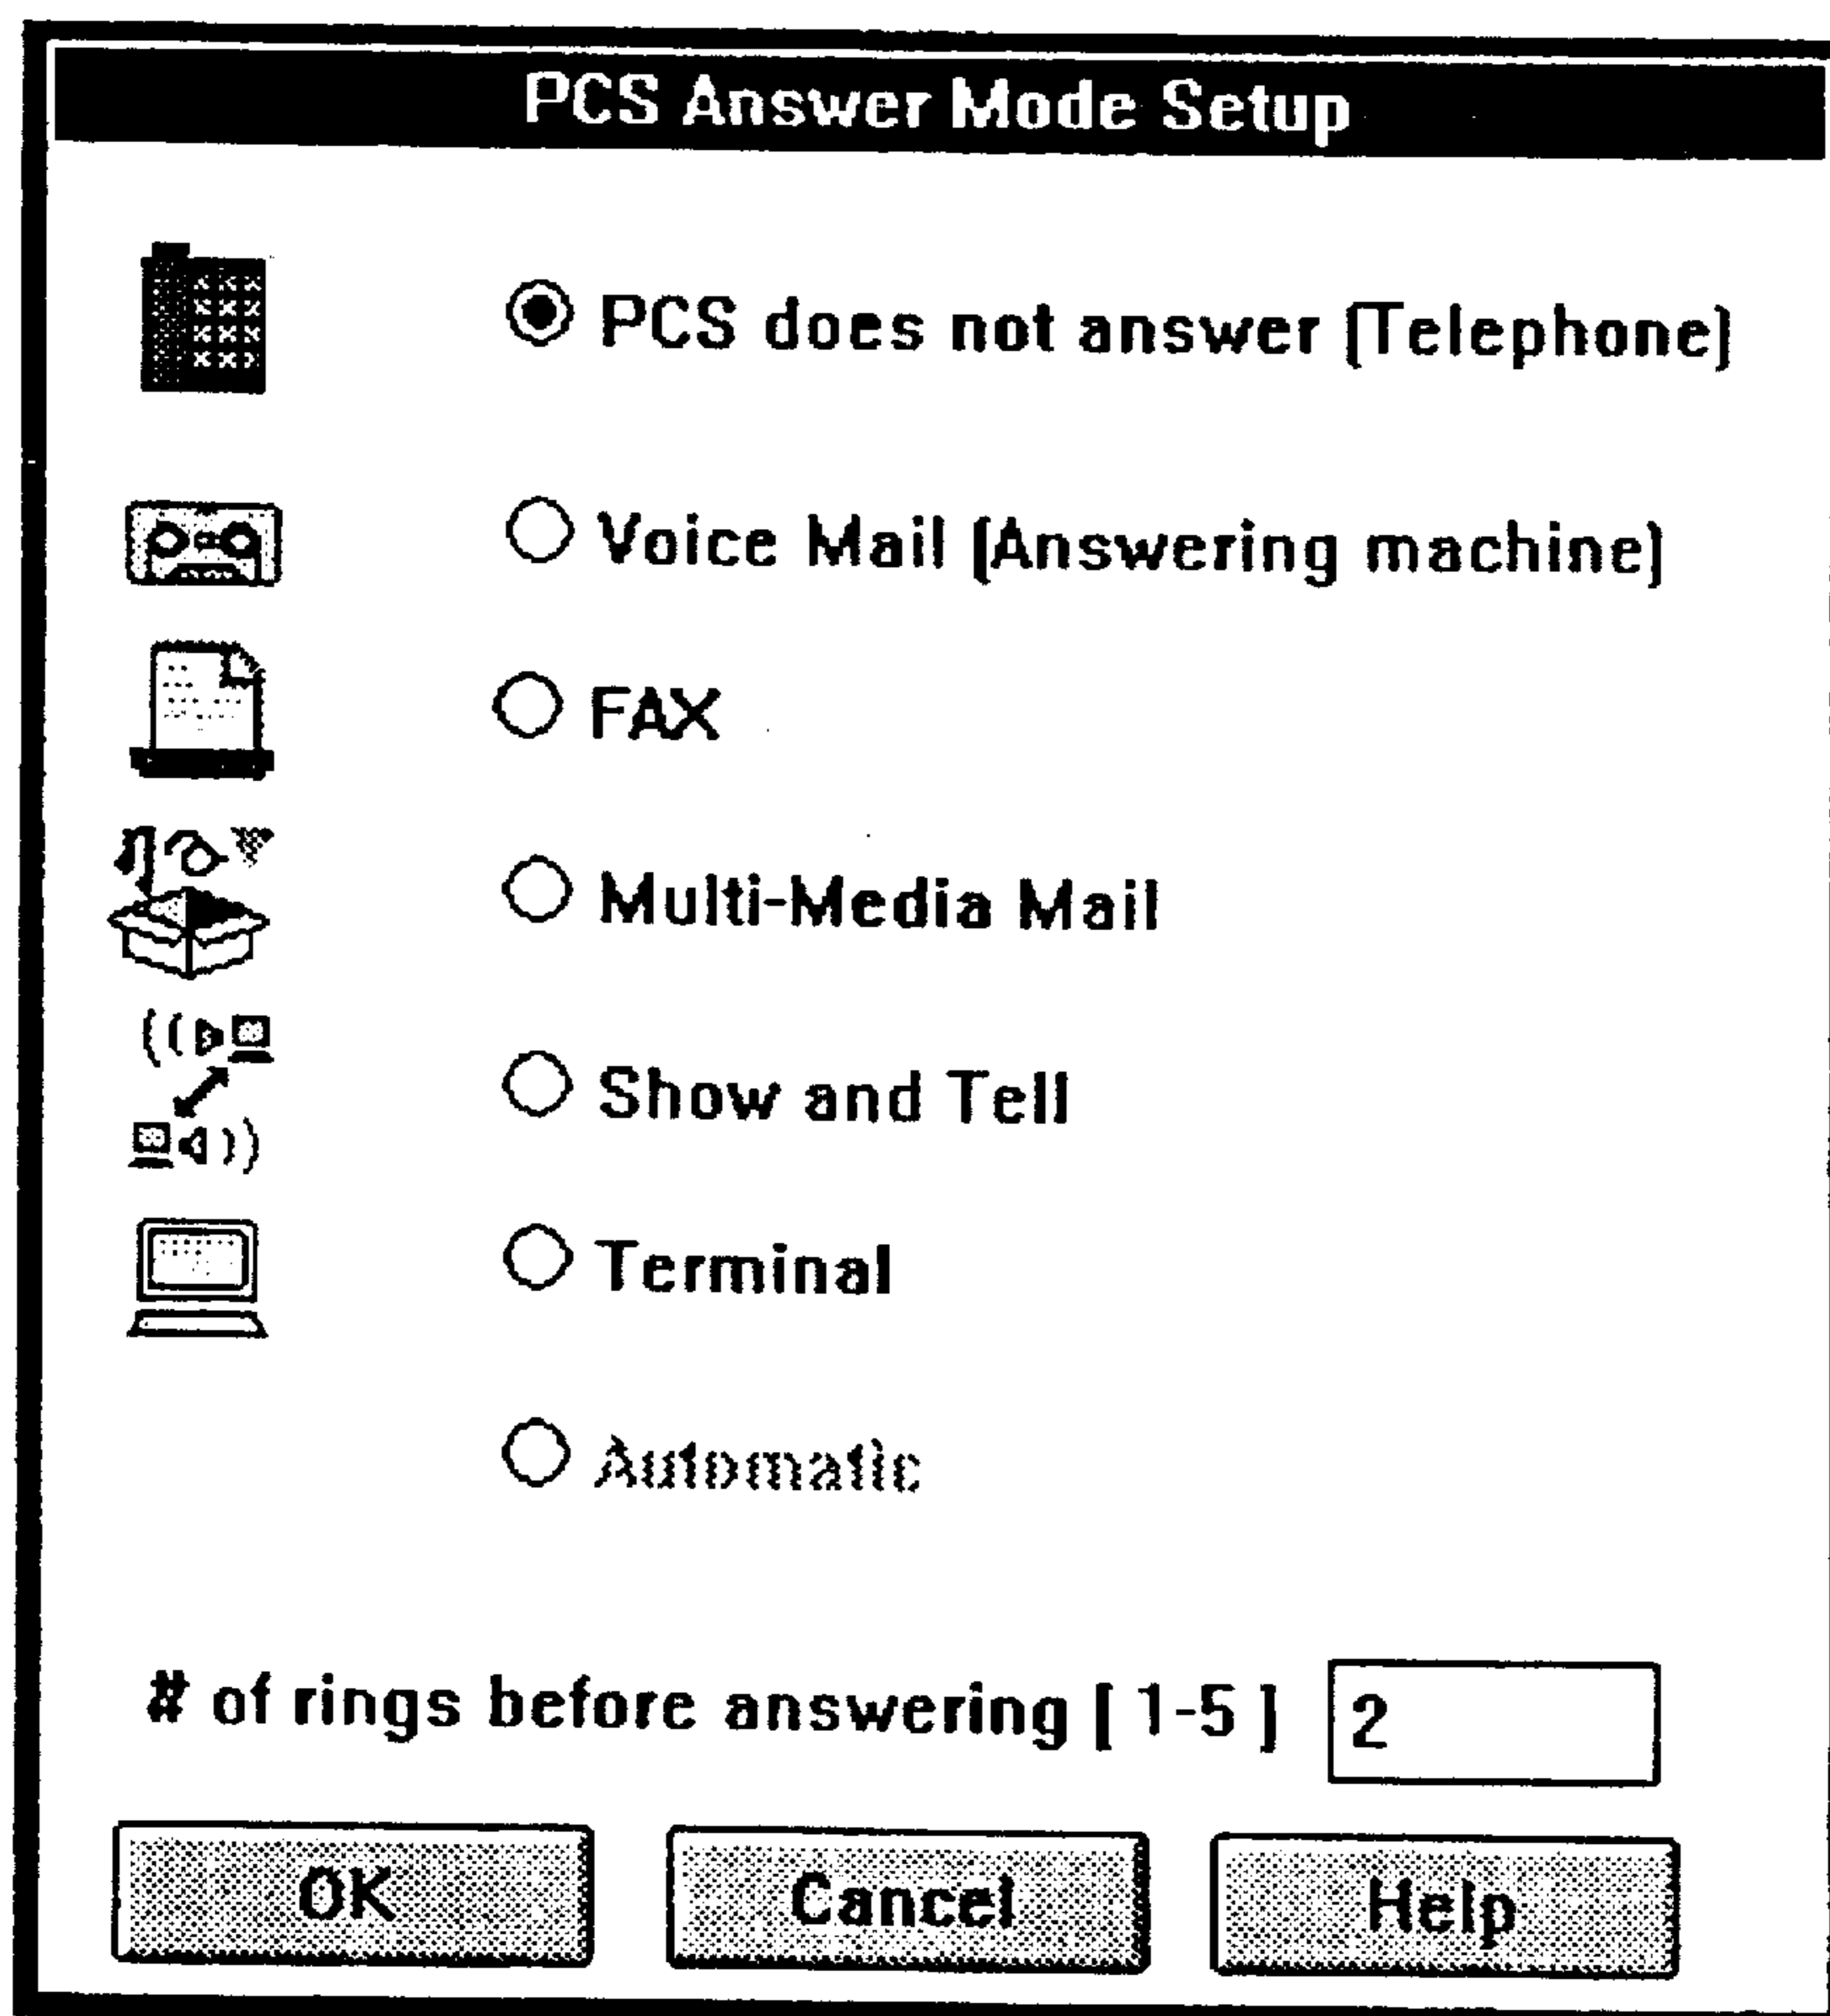 PCS Answer Mode Setup
PCS does not answer (Telephone)
Voice Mail (Answering machine)
FAX
Multi-Media Mail
Show and Tell
Terminal
Automatic
# of rings before answering ( 1-5 ) 2
OK Cancel Help